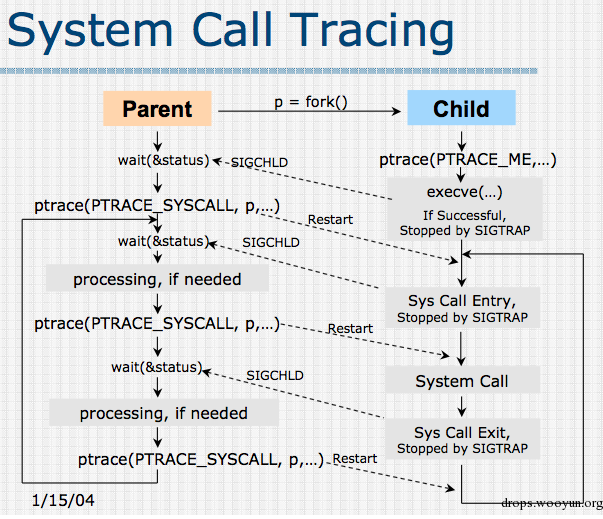 System Call Tracing
Parent
p = fork()
Child
wait(&status)
SIGCHLD
ptrace(PTRACE_ME,...)
execve(...)
If Successful,
Stopped by SIGTRAP
ptrace(PTRACE_SYSCALL, p,...)
Restart
wait(&status)
SIGCHLD
processing, if needed
Sys Call Entry,
Stopped by SIGTRAP
ptrace(PTRACE_SYSCALL, p,...)
Restart
wait(&status)
SIGCHLD
System Call
processing, if needed
Sys Call Exit,
Stopped by SIGTRAP
ptrace(PTRACE_SYSCALL, p,...)
Restart
1/15/04
drops.wooyun.org